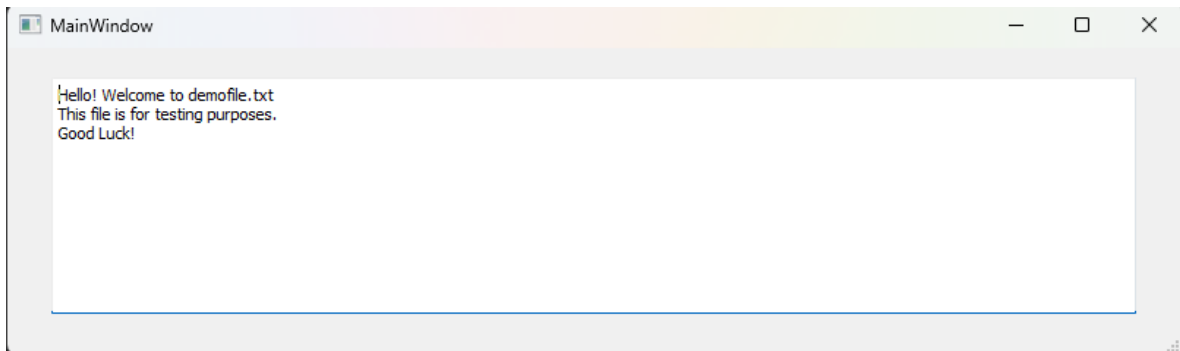 MainWindow
Hello! Welcome to demofile.txt
This file is for testing purposes.
Good Luck!